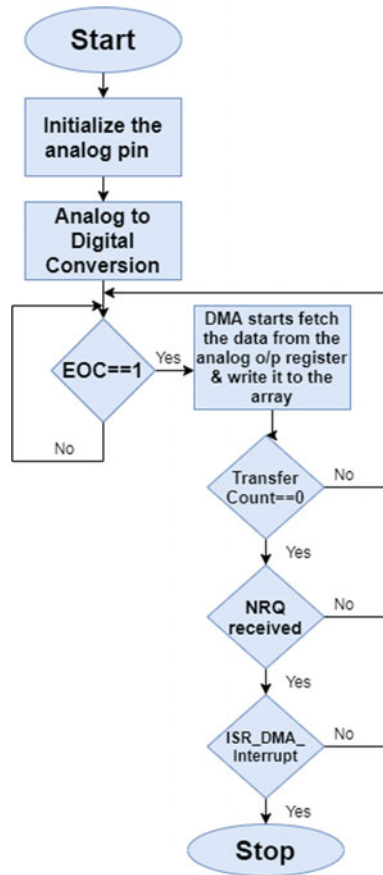 Start
Initialize the
analog pin
Analog to
Digital
Conversion
DMA starts fetch
the data from the
analog o/p register
& write it to the
array
EOC==1
Yes
No
Transfer
Count==0
No
Yes
NRQ
received
No
Yes
ISR_DMA_
Interrupt
No
Yes
Stop